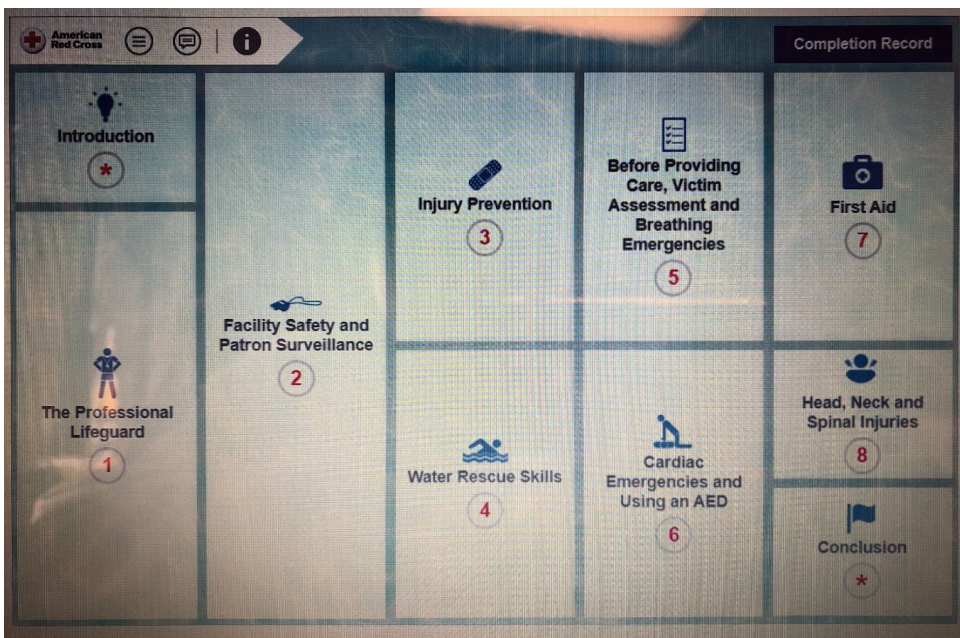 American
Red Cross
Completion Record
Introduction
*
The Professional
Lifeguard
1
Facility Safety and
Patron Surveillance
2
Injury Prevention
3
Water Rescue Skills
4
Before Providing
Care, Victim
Assessment and
Breathing
Emergencies
5
Cardiac
Emergencies and
Using an AED
6
First Aid
7
Head, Neck and
Spinal Injuries
8
Conclusion
*